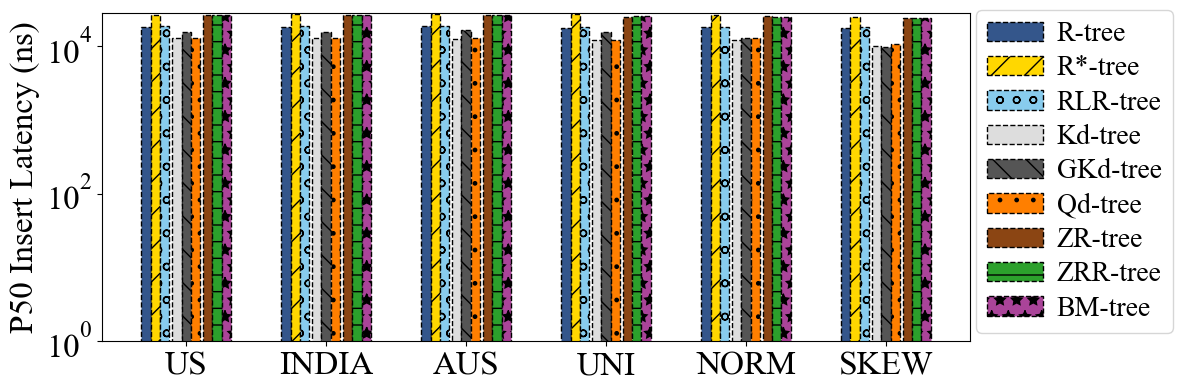 P50 Insert Latency (ns)
10^4
10^2
10^0
US INDIA AUS UNI NORM SKEW
R-tree
R*-tree
RLR-tree
Kd-tree
GKd-tree
Qd-tree
ZR-tree
ZRR-tree
BM-tree